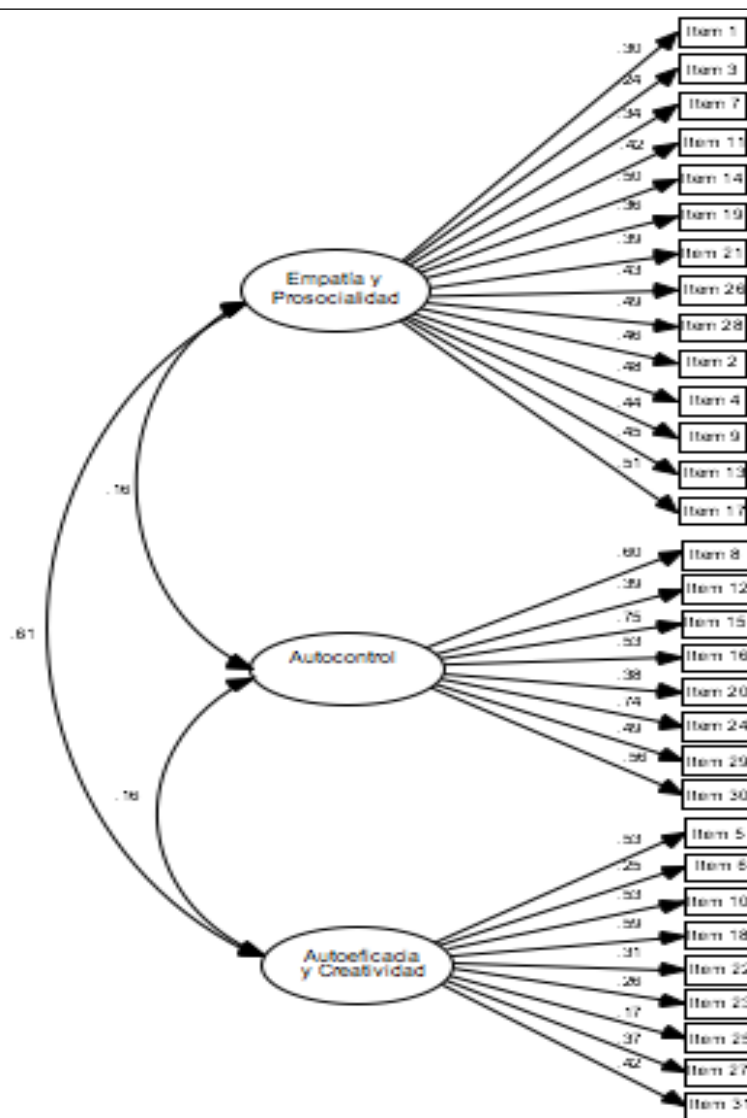 .30
Item 1
.24
Item 3
.34
Item 7
.42
Item 11
.50
Item 14
.36
Item 19
.39
Item 21
.43
Item 26
.49
Item 28
.46
Item 2
.48
Item 4
.44
Item 9
.45
Item 13
.51
Item 17
Empatía y
Prosocialidad
.16
.61
.60
Item 8
.39
Item 12
.75
Item 15
.53
Item 16
.38
Item 20
.74
Item 24
.49
Item 29
.56
Item 30
Autocontrol
.16
.53
Item 5
.25
Item 6
.53
Item 10
.59
Item 18
.31
Item 22
.26
Item 23
.17
Item 25
.37
Item 27
.42
Item 31
Autoeficacia
y Creatividad